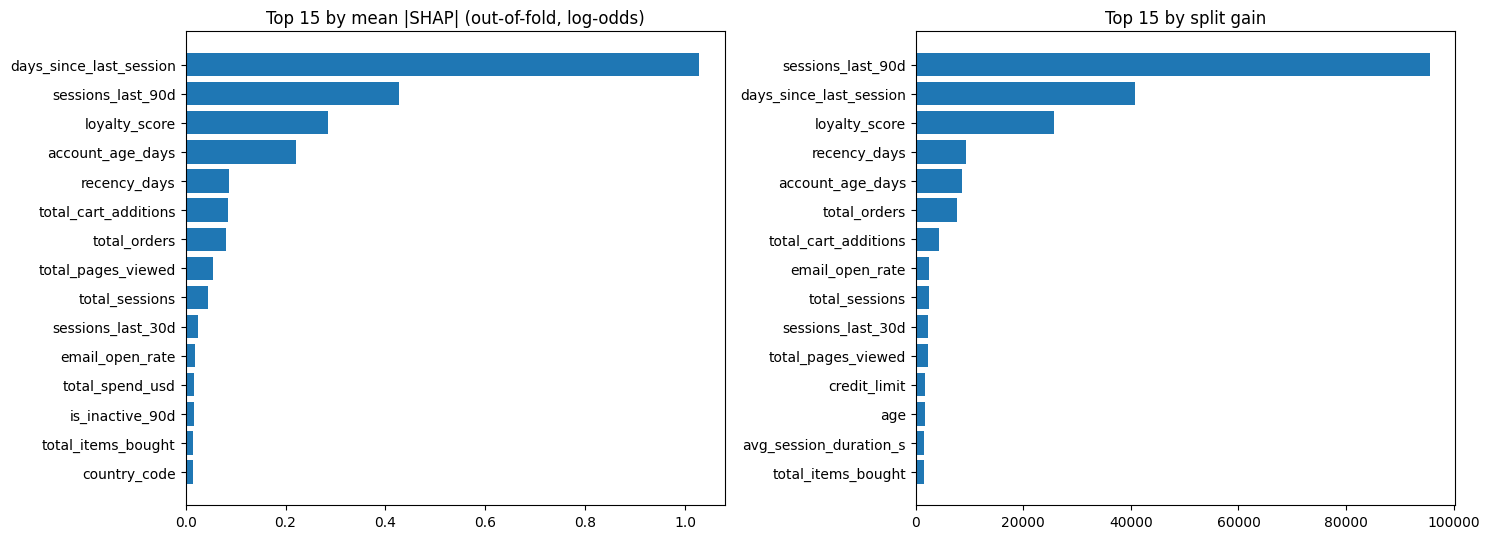 Top 15 by mean |SHAP| (out-of-fold, log-odds)
days_since_last_session
sessions_last_90d
loyalty_score
account_age_days
recency_days
total_cart_additions
total_orders
total_pages_viewed
total_sessions
sessions_last_30d
email_open_rate
total_spend_usd
is_inactive_90d
total_items_bought
country_code
0.0 0.2 0.4 0.6 0.8 1.0
Top 15 by split gain
sessions_last_90d
days_since_last_session
loyalty_score
recency_days
account_age_days
total_orders
total_cart_additions
email_open_rate
total_sessions
sessions_last_30d
total_pages_viewed
credit_limit
age
avg_session_duration_s
total_items_bought
0 20000 40000 60000 80000 100000